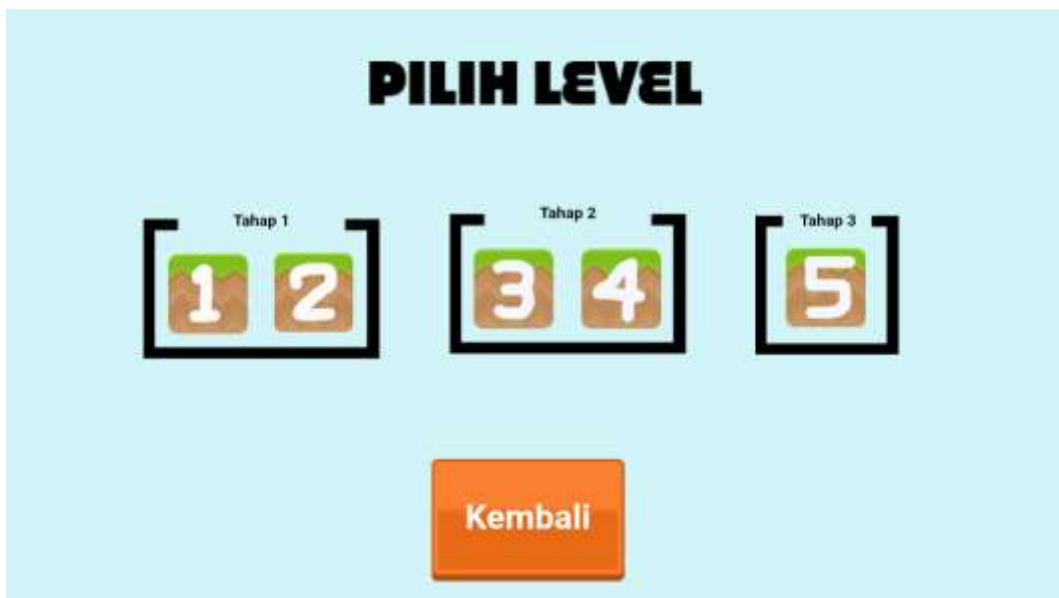 PILIH LEVEL
Tahap 1
Tahap 2
Tahap 3
1 2
3 4
5
Kembali